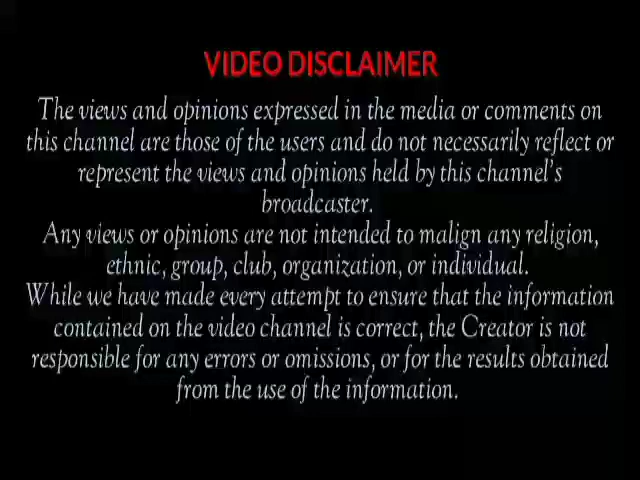 VIDEO DISCLAIMER
The views and opinions expressed in the media or comments on
this channel are those of the users and do not necessarily reflect or
represent the views and opinions held by this channel's
broadcaster.
Any views or opinions are not intended to malign any religion,
ethnic, group, club, organization, or individual.
While we have made every attempt to ensure that the information
contained on the video channel is correct, the Creator is not
responsible for any errors or omissions, or for the results obtained
from the use of the information.